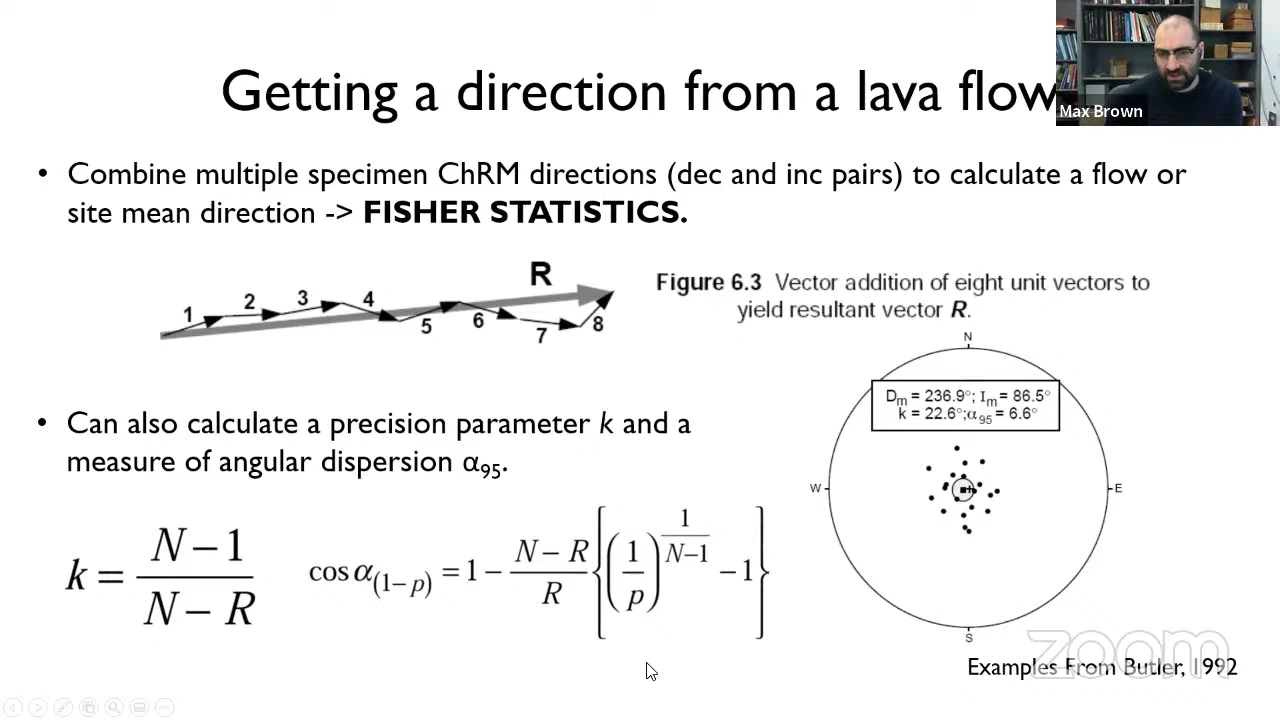 Getting a direction from a lava flow
Max Brown
• Combine multiple specimen ChRM directions (dec and inc pairs) to calculate a flow or
site mean direction -> FISHER STATISTICS.
R
1 2 3 4 5 6 7 8
Figure 6.3 Vector addition of eight unit vectors to
yield resultant vector R.
N
Dm = 236.9°; Im = 86.5°
k = 22.6°;α95 = 6.6°
W
E
S
• Can also calculate a precision parameter k and a
measure of angular dispersion α95.
k = (N − 1)/(N − R)
cos α(1−p) = 1 − (N − R)/R {(1/p)^(1/(N−1)) − 1}
zoom
Examples From Butler, 1992